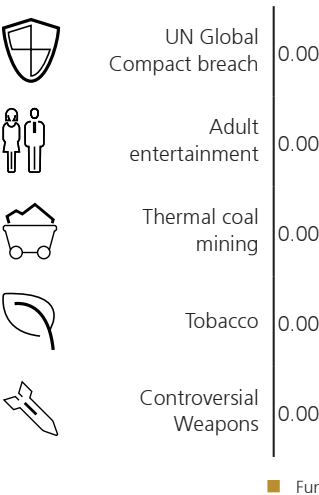 UN Global
Compact breach
0.00
Adult
entertainment
0.00
Thermal coal
mining
0.00
Tobacco
0.00
Controversial
Weapons
0.00